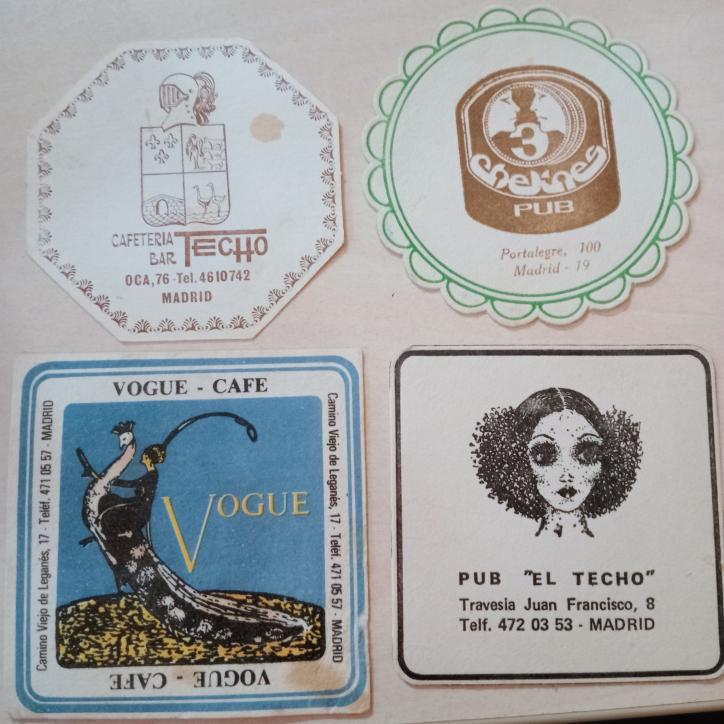 CAFETERIA
BAR TECHO
OCA, 76 - Tel. 4610742
MADRID
3
chelines
PUB
Portalegre, 100
Madrid - 19
VOGUE - CAFE
Camino Viejo de Leganés, 17 - Teléf. 471 05 57 - MADRID
VOGUE
Camino Viejo de Leganés, 17 - Teléf. 471 05 57 - MADRID
VOGUE - CAFE
PUB "EL TECHO"
Travesia Juan Francisco, 8
Telf. 472 03 53 - MADRID